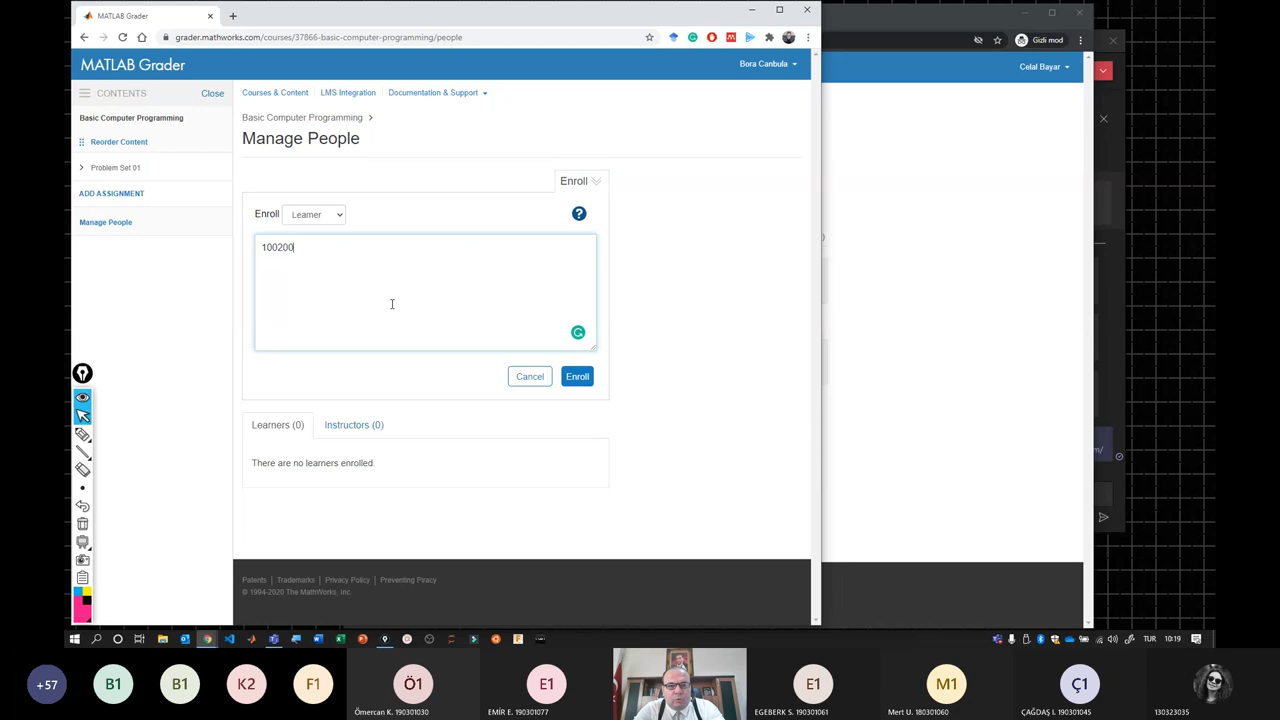 MATLAB Grader
grader.mathworks.com/courses/37866-basic-computer-programming/people
Gizli mod
MATLAB Grader
Bora Canbula
Celal Bayar
CONTENTS
Close
Courses & Content
LMS Integration
Documentation & Support
Basic Computer Programming
Basic Computer Programming
Manage People
Reorder Content
Problem Set 01
ADD ASSIGNMENT
Manage People
Enroll
Enroll
Learner
100200
Cancel
Enroll
Learners (0)
Instructors (0)
There are no learners enrolled.
Patents
Trademarks
Privacy Policy
Preventing Piracy
© 1994-2020 The MathWorks, Inc.
TUR
10:19
+57
B1
B1
K2
F1
Ö1
E1
E1
M1
Ç1
Ömercan K. 190301030
EMİR E. 190301077
EGEBERK S. 190301061
Mert U. 180301060
ÇAĞDAŞ I. 190301045
130323035